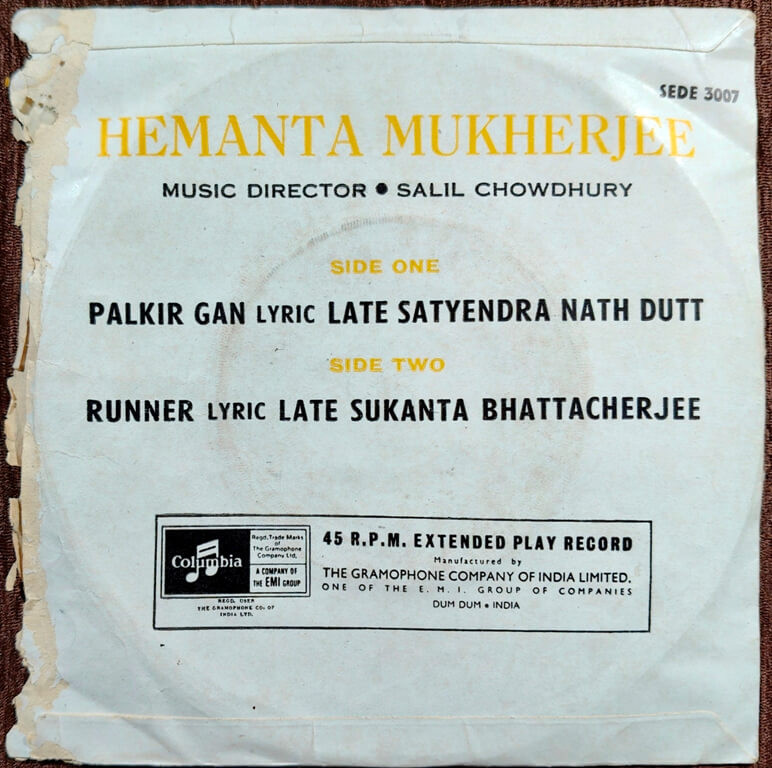 SEDE 3007
HEMANTA MUKHERJEE
MUSIC DIRECTOR • SALIL CHOWDHURY
SIDE ONE
PALKIR GAN LYRIC LATE SATYENDRA NATH DUTT
SIDE TWO
RUNNER LYRIC LATE SUKANTA BHATTACHERJEE
Columbia
Regd. Trade Marks
of The Gramophone
Company Ltd.
A COMPANY OF
THE EMI GROUP
REGD. USER
THE GRAMOPHONE CO: OF
INDIA LTD.
45 R.P.M. EXTENDED PLAY RECORD
Manufactured by
THE GRAMOPHONE COMPANY OF INDIA LIMITED.
ONE OF THE E. M. I. GROUP OF COMPANIES
DUM DUM • INDIA